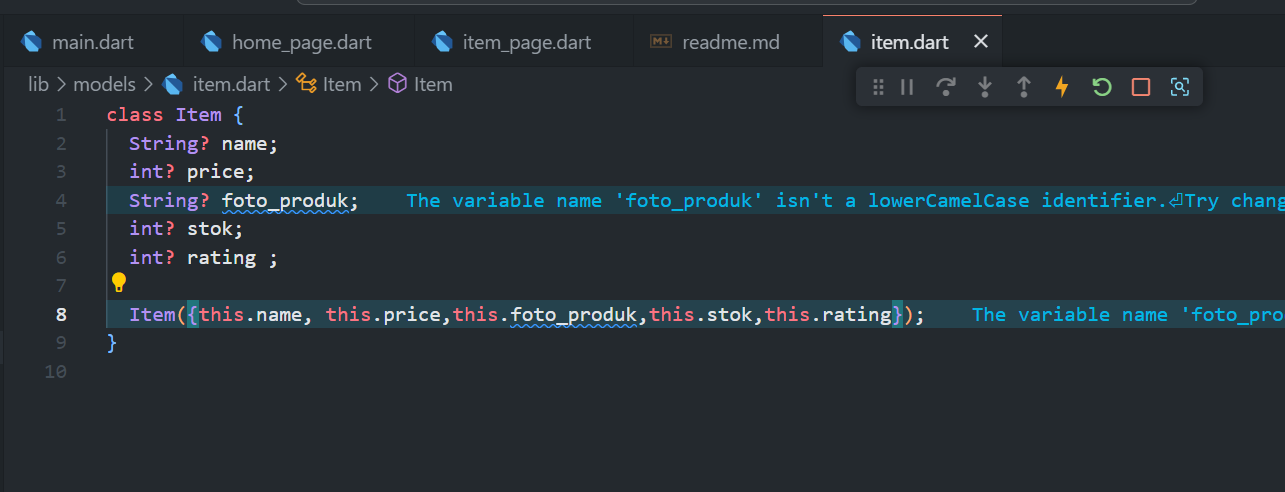 main.dart home_page.dart item_page.dart readme.md item.dart
lib > models > item.dart > Item > Item
1 class Item {
2 String? name;
3 int? price;
4 String? foto_produk; The variable name 'foto_produk' isn't a lowerCamelCase identifier.⏎Try chang
5 int? stok;
6 int? rating ;
7
8 Item({this.name, this.price,this.foto_produk,this.stok,this.rating}); The variable name 'foto_pro
9 }
10